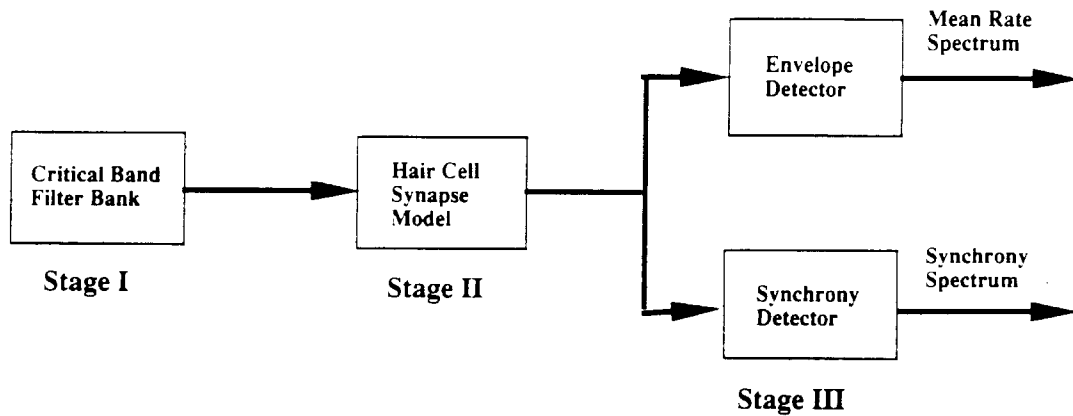 Critical Band
Filter Bank
Stage I
Hair Cell
Synapse
Model
Stage II
Envelope
Detector
Mean Rate
Spectrum
Synchrony
Detector
Synchrony
Spectrum
Stage III